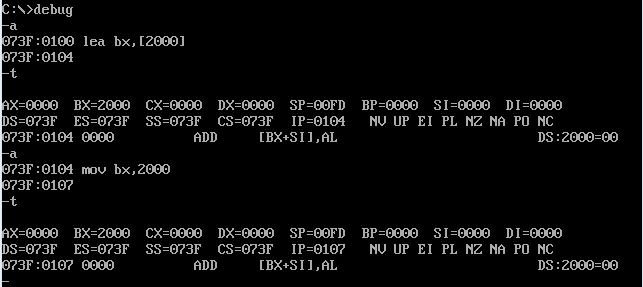 C:\>debug
-a
073F:0100 lea bx,[2000]
073F:0104
-t
AX=0000  BX=2000  CX=0000  DX=0000  SP=00FD  BP=0000  SI=0000  DI=0000
DS=073F  ES=073F  SS=073F  CS=073F  IP=0104   NV UP EI PL NZ NA PO NC
073F:0104 0000          ADD     [BX+SI],AL                         DS:2000=00
-a
073F:0104 mov bx,2000
073F:0107
-t
AX=0000  BX=2000  CX=0000  DX=0000  SP=00FD  BP=0000  SI=0000  DI=0000
DS=073F  ES=073F  SS=073F  CS=073F  IP=0107   NV UP EI PL NZ NA PO NC
073F:0107 0000          ADD     [BX+SI],AL                         DS:2000=00
-